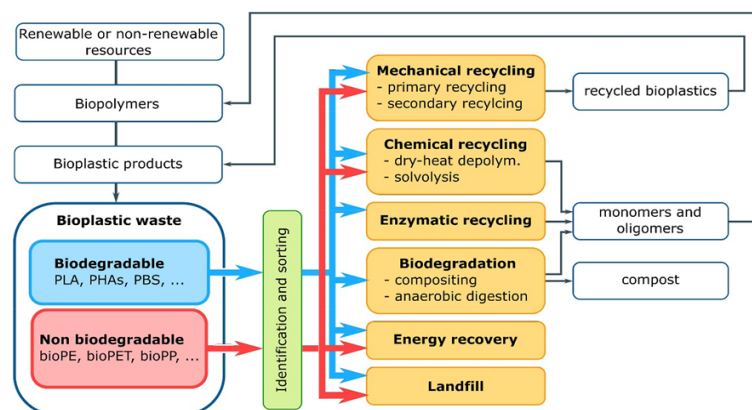 Renewable or non-renewable
resources
Biopolymers
Bioplastic products
Bioplastic waste
Biodegradable
PLA, PHAs, PBS, ...
Non biodegradable
bioPE, bioPET, bioPP, ...
Identification and sorting
Mechanical recycling
- primary recycling
- secondary recylcing
Chemical recycling
- dry-heat depolym.
- solvolysis
Enzymatic recycling
Biodegradation
- compositing
- anaerobic digestion
Energy recovery
Landfill
recycled bioplastics
monomers and
oligomers
compost